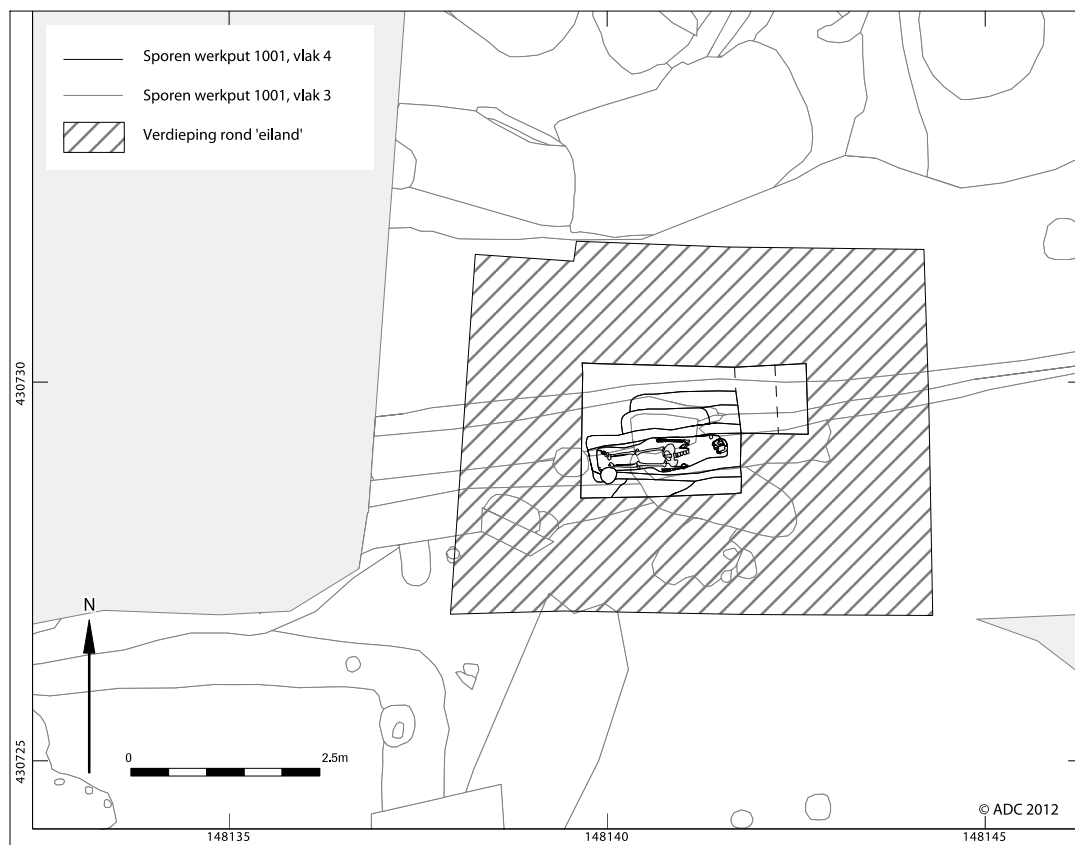 Sporen werkput 1001, vlak 4
Sporen werkput 1001, vlak 3
Verdieping rond 'eiland'
430730
430725
N
0 2.5m
© ADC 2012
148135 148140 148145